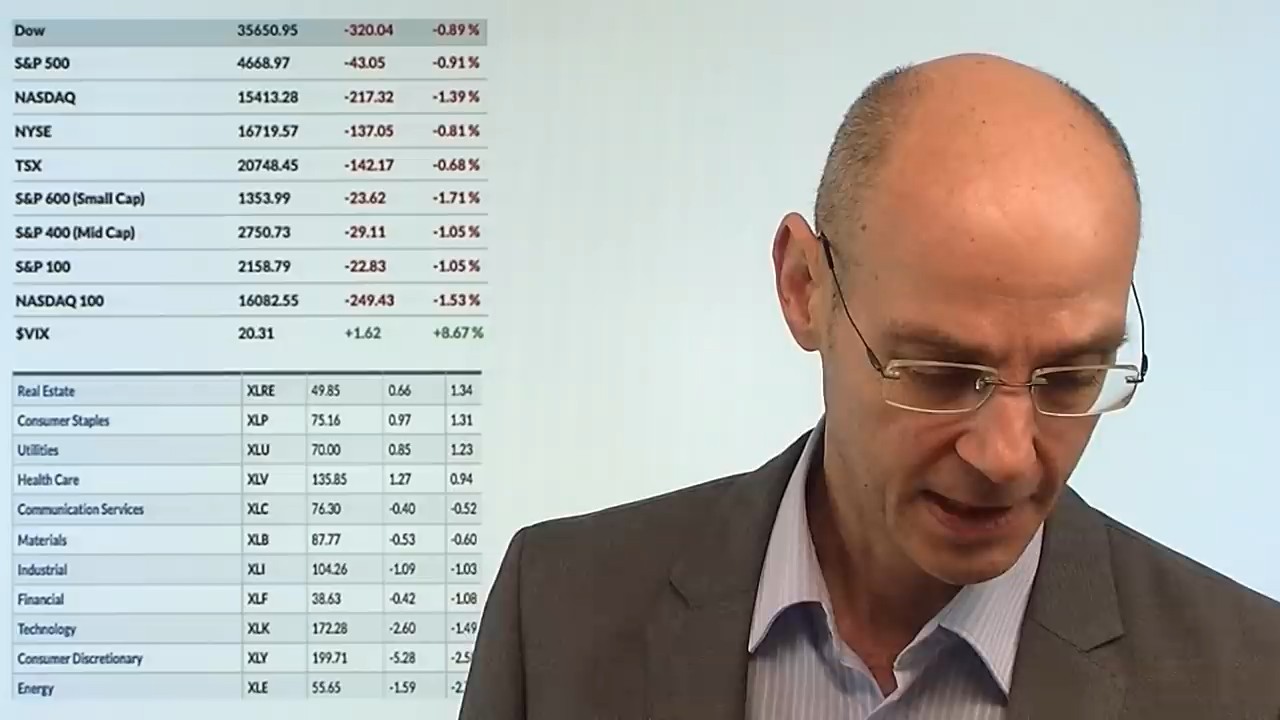 Dow 35650.95 -320.04 -0.89%
S&P 500 4668.97 -43.05 -0.91%
NASDAQ 15413.28 -217.32 -1.39%
NYSE 16719.57 -137.05 -0.81%
TSX 20748.45 -142.17 -0.68%
S&P 600 (Small Cap) 1353.99 -23.62 -1.71%
S&P 400 (Mid Cap) 2750.73 -29.11 -1.05%
S&P 100 2158.79 -22.83 -1.05%
NASDAQ 100 16082.55 -249.43 -1.53%
$VIX 20.31 +1.62 +8.67%
Real Estate XLRE 49.85 0.66 1.34
Consumer Staples XLP 75.16 0.97 1.31
Utilities XLU 70.00 0.85 1.23
Health Care XLV 135.85 1.27 0.94
Communication Services XLC 76.30 -0.40 -0.52
Materials XLB 87.77 -0.53 -0.60
Industrial XLI 104.26 -1.09 -1.03
Financial XLF 38.63 -0.42 -1.08
Technology XLK 172.28 -2.60 -1.49
Consumer Discretionary XLY 199.71 -5.28
Energy XLE 55.65 -1.59